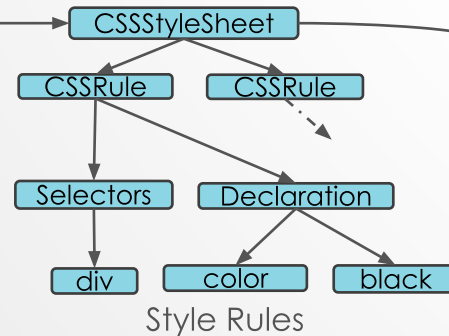 CSSStyleSheet
CSSRule CSSRule
Selectors Declaration
div color black
Style Rules